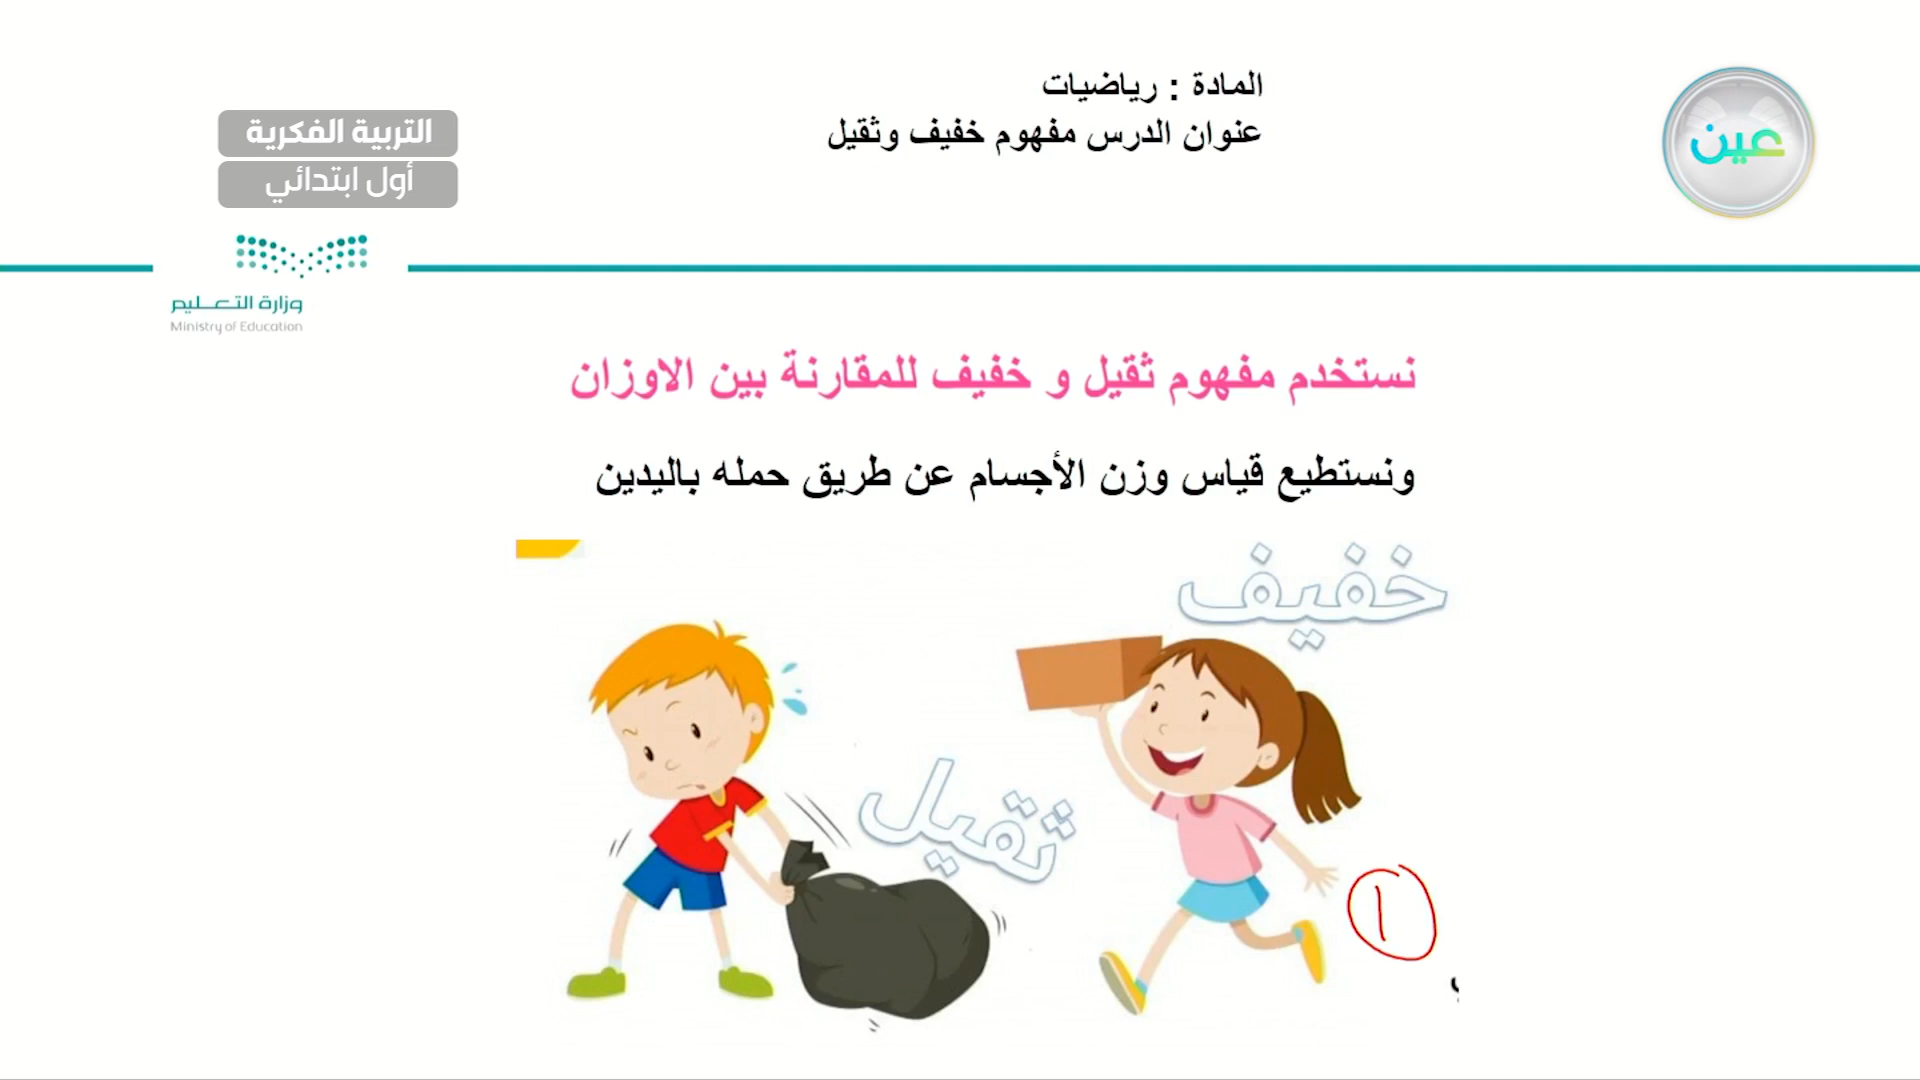 المادة : رياضيات
عنوان الدرس مفهوم خفيف وثقيل
عين
التربية الفكرية
أول ابتدائي
وزارة التعليم
Ministry of Education
نستخدم مفهوم ثقيل و خفيف للمقارنة بين الاوزان
ونستطيع قياس وزن الأجسام عن طريق حمله باليدين
خفيف
ثقيل
١